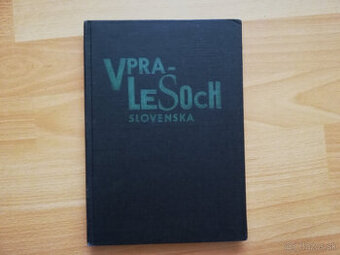 V PRA-
LESOCH
SLOVENSKA